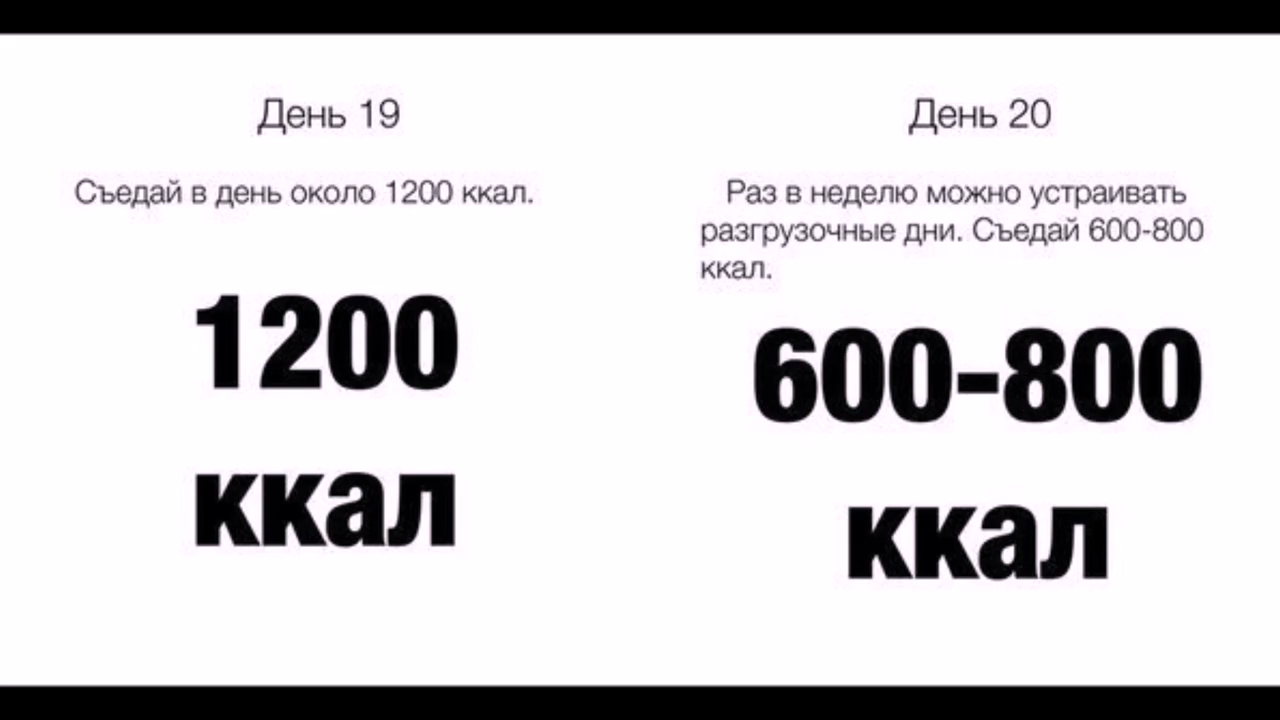 День 19
Съедай в день около 1200 ккал.
1200
ккал
День 20
Раз в неделю можно устраивать
разгрузочные дни. Съедай 600-800
ккал.
600-800
ккал